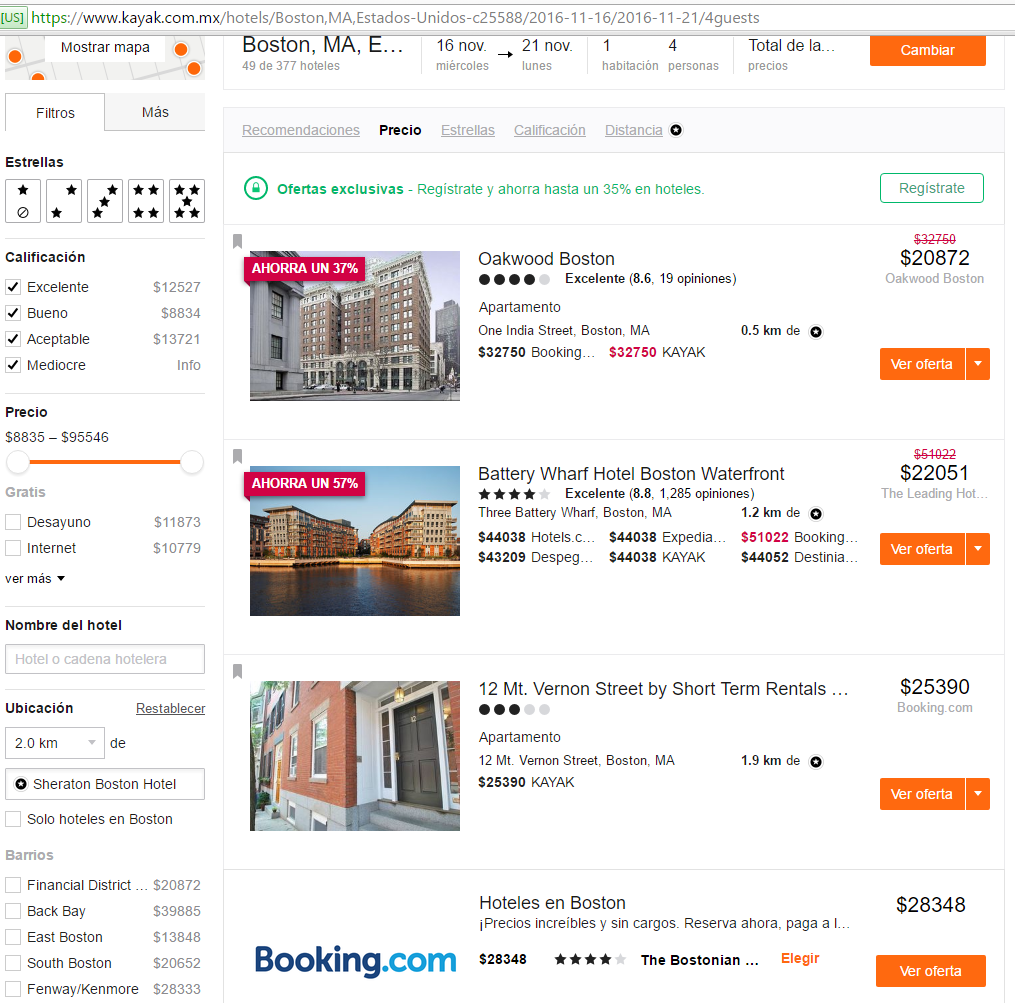 [US] https://www.kayak.com.mx/hotels/Boston,MA,Estados-Unidos-c25588/2016-11-16/2016-11-21/4guests
Mostrar mapa
Boston, MA, E...
49 de 377 hoteles
16 nov.
miércoles
21 nov.
lunes
1
habitación
4
personas
Total de la...
precios
Cambiar
Filtros
Más
Estrellas
Calificación
Excelente $12527
Bueno $8834
Aceptable $13721
Mediocre Info
Precio
$8835 – $95546
Gratis
Desayuno $11873
Internet $10779
ver más
Nombre del hotel
Hotel o cadena hotelera
Ubicación Restablecer
2.0 km de
Sheraton Boston Hotel
Solo hoteles en Boston
Barrios
Financial District ... $20872
Back Bay $39885
East Boston $13848
South Boston $20652
Fenway/Kenmore $28333
Recomendaciones Precio Estrellas Calificación Distancia
Ofertas exclusivas - Regístrate y ahorra hasta un 35% en hoteles.
Regístrate
AHORRA UN 37%
Oakwood Boston
Excelente (8.6, 19 opiniones)
Apartamento
One India Street, Boston, MA 0.5 km de
$32750 Booking... $32750 KAYAK
$32750
$20872
Oakwood Boston
Ver oferta
AHORRA UN 57%
Battery Wharf Hotel Boston Waterfront
Excelente (8.8, 1,285 opiniones)
Three Battery Wharf, Boston, MA 1.2 km de
$44038 Hotels.c... $44038 Expedia... $51022 Booking...
$43209 Despeg... $44038 KAYAK $44052 Destinia...
$51022
$22051
The Leading Hot...
Ver oferta
12 Mt. Vernon Street by Short Term Rentals ...
Apartamento
12 Mt. Vernon Street, Boston, MA 1.9 km de
$25390 KAYAK
$25390
Booking.com
Ver oferta
Booking.com
Hoteles en Boston
¡Precios increíbles y sin cargos. Reserva ahora, paga a l...
$28348 The Bostonian ... Elegir
$28348
Ver oferta